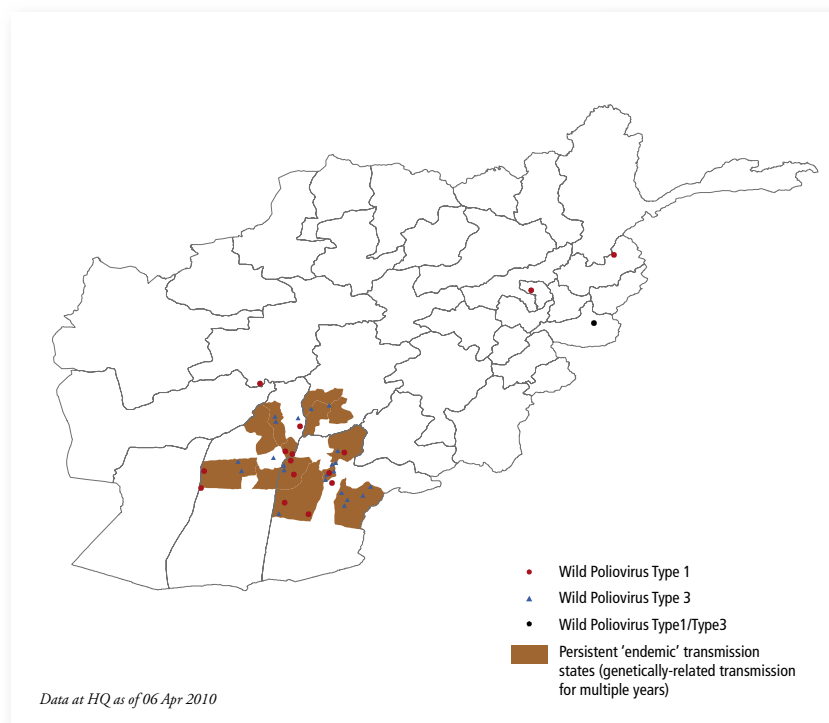 Wild Poliovirus Type 1
Wild Poliovirus Type 3
Wild Poliovirus Type1/Type3
Persistent ‘endemic’ transmission
states (genetically-related transmission
for multiple years)
Data at HQ as of 06 Apr 2010